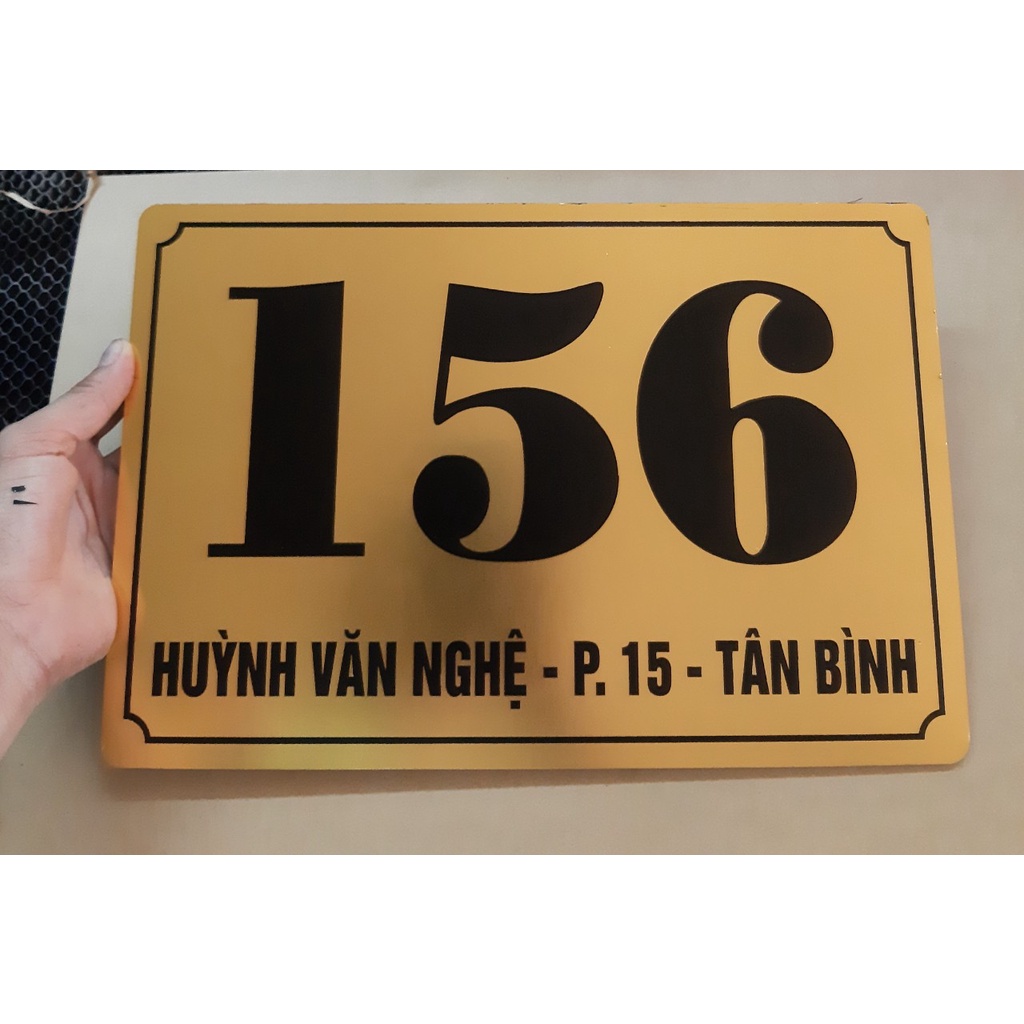 156
HUỲNH VĂN NGHỆ - P. 15 - TÂN BÌNH